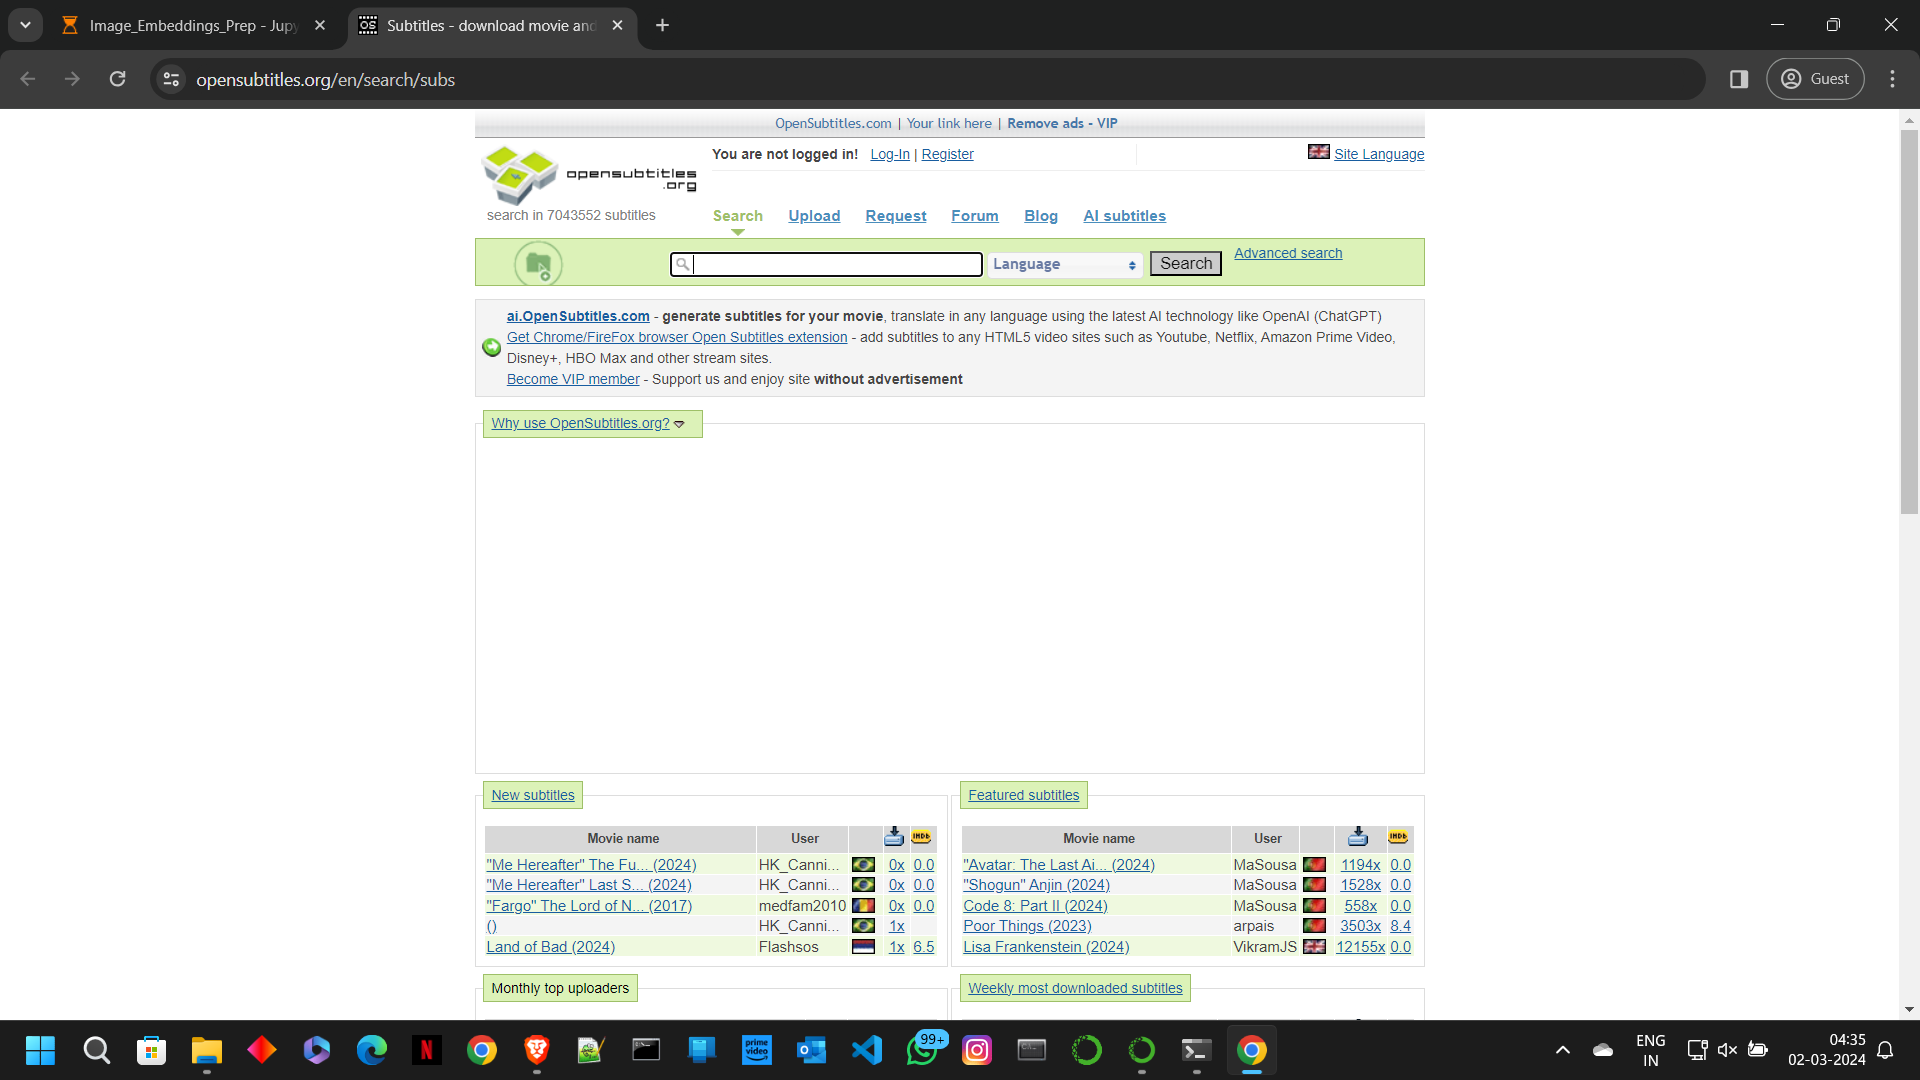 Image_Embeddings_Prep - Jupy
Subtitles - download movie and
opensubtitles.org/en/search/subs
Guest
OpenSubtitles.com | Your link here | Remove ads - VIP
You are not logged in! Log-In | Register
Site Language
opensubtitles
.org
search in 7043552 subtitles
Search Upload Request Forum Blog AI subtitles
Language
Search
Advanced search
ai.OpenSubtitles.com - generate subtitles for your movie, translate in any language using the latest AI technology like OpenAI (ChatGPT)
Get Chrome/FireFox browser Open Subtitles extension - add subtitles to any HTML5 video sites such as Youtube, Netflix, Amazon Prime Video,
Disney+, HBO Max and other stream sites.
Become VIP member - Support us and enjoy site without advertisement
Why use OpenSubtitles.org?
New subtitles
Movie name User IMDb
"Me Hereafter" The Fu... (2024) HK_Canni... 0x 0.0
"Me Hereafter" Last S... (2024) HK_Canni... 0x 0.0
"Fargo" The Lord of N... (2017) medfam2010 0x 0.0
() HK_Canni... 1x
Land of Bad (2024) Flashsos 1x 6.5
Featured subtitles
Movie name User IMDb
"Avatar: The Last Ai... (2024) MaSousa 1194x 0.0
"Shogun" Anjin (2024) MaSousa 1528x 0.0
Code 8: Part II (2024) MaSousa 558x 0.0
Poor Things (2023) arpais 3503x 8.4
Lisa Frankenstein (2024) VikramJS 12155x 0.0
Monthly top uploaders
Weekly most downloaded subtitles
prime
video
99+
ENG
IN
04:35
02-03-2024